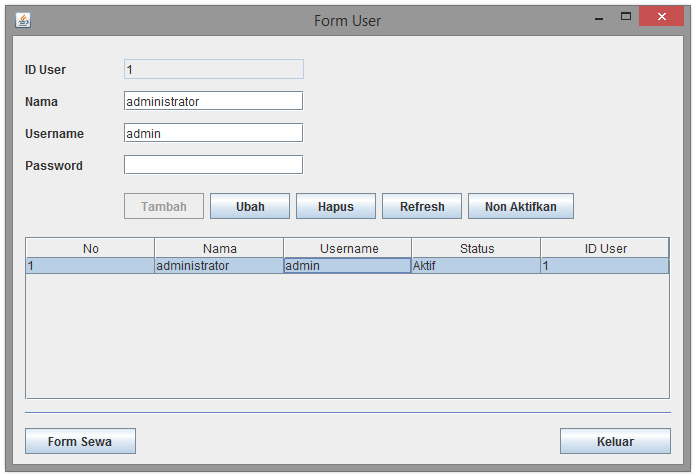 Form User
ID User 1
Nama administrator
Username admin
Password
Tambah Ubah Hapus Refresh Non Aktifkan
No Nama Username Status ID User
1 administrator admin Aktif 1
Form Sewa Keluar